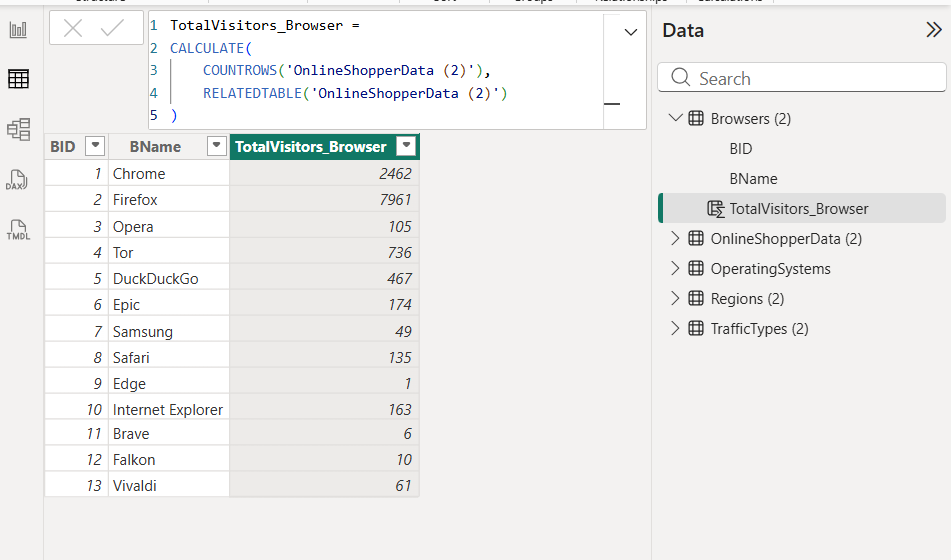 1 TotalVisitors_Browser =
2 CALCULATE(
3 COUNTROWS('OnlineShopperData (2)'),
4 RELATEDTABLE('OnlineShopperData (2)')
5 )
BID BName TotalVisitors_Browser
1 Chrome 2462
2 Firefox 7961
3 Opera 105
4 Tor 736
5 DuckDuckGo 467
6 Epic 174
7 Samsung 49
8 Safari 135
9 Edge 1
10 Internet Explorer 163
11 Brave 6
12 Falkon 10
13 Vivaldi 61
DAX
TMDL
Data
Search
Browsers (2)
BID
BName
TotalVisitors_Browser
OnlineShopperData (2)
OperatingSystems
Regions (2)
TrafficTypes (2)